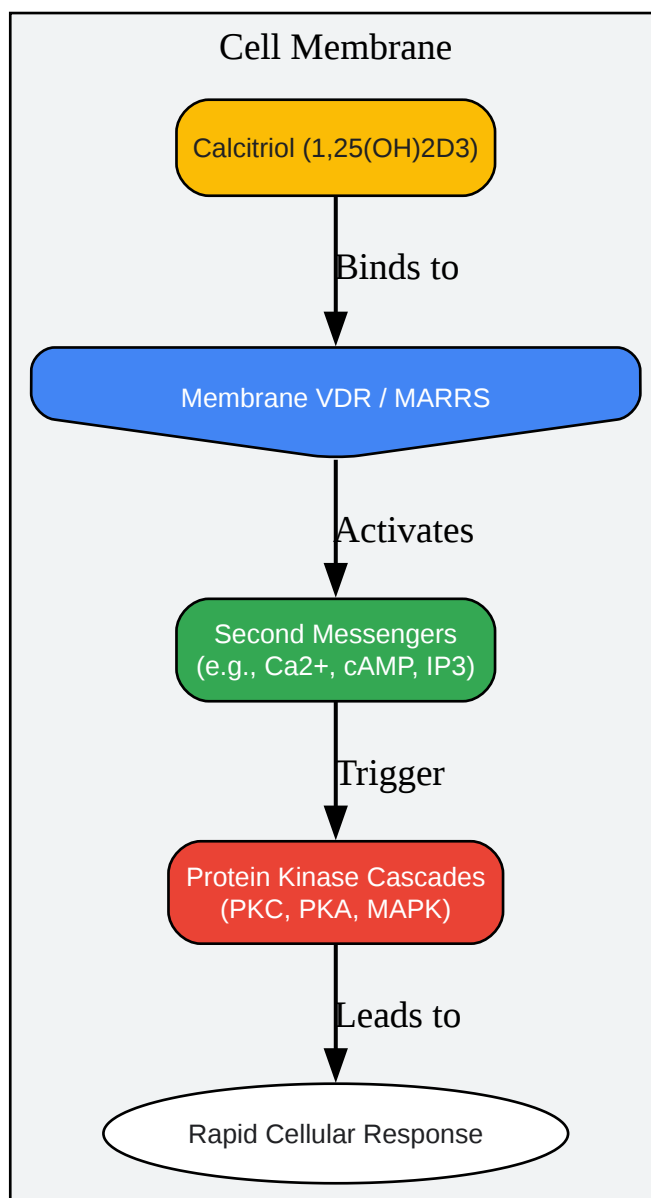 Cell Membrane
Calcitriol (1,25(OH)2D3)
Binds to
Membrane VDR / MARRS
Activates
Second Messengers
(e.g., Ca2+, cAMP, IP3)
Trigger
Protein Kinase Cascades
(PKC, PKA, MAPK)
Leads to
Rapid Cellular Response